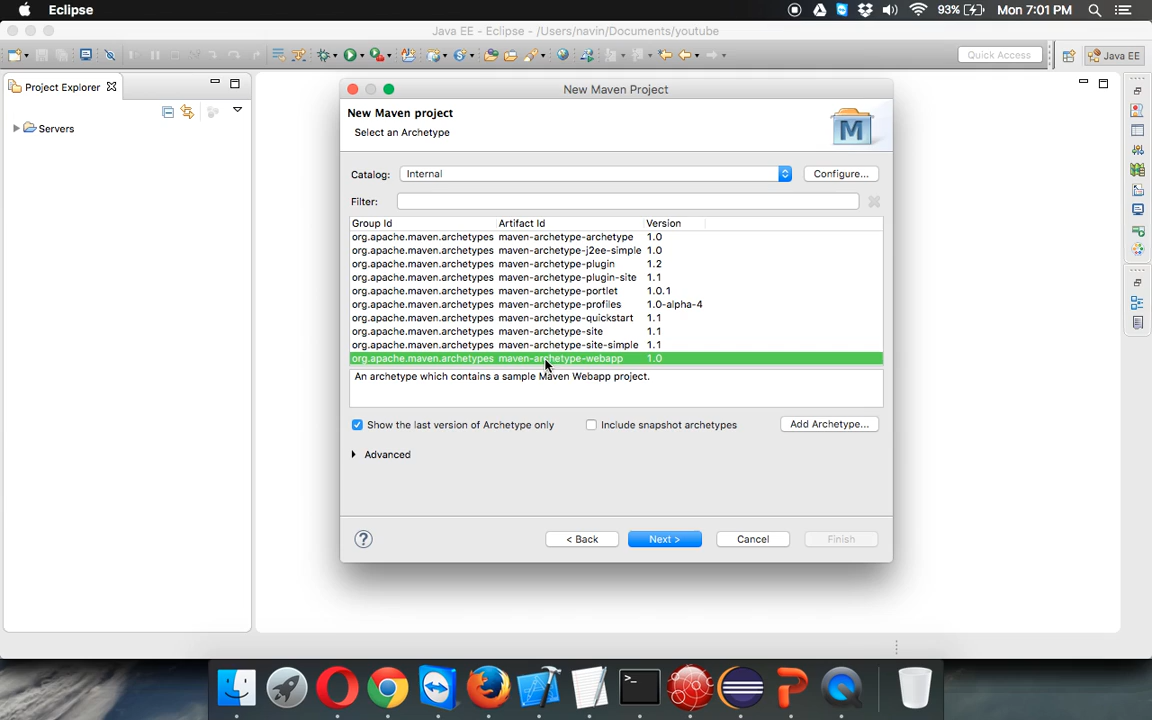 Eclipse
93%
Mon 7:01 PM
Java EE - Eclipse - /Users/navin/Documents/youtube
Quick Access
Java EE
Project Explorer
Servers
New Maven Project
New Maven project
Select an Archetype
M
Catalog:
Internal
Configure...
Filter:
Group Id Artifact Id Version
org.apache.maven.archetypes maven-archetype-archetype 1.0
org.apache.maven.archetypes maven-archetype-j2ee-simple 1.0
org.apache.maven.archetypes maven-archetype-plugin 1.2
org.apache.maven.archetypes maven-archetype-plugin-site 1.1
org.apache.maven.archetypes maven-archetype-portlet 1.0.1
org.apache.maven.archetypes maven-archetype-profiles 1.0-alpha-4
org.apache.maven.archetypes maven-archetype-quickstart 1.1
org.apache.maven.archetypes maven-archetype-site 1.1
org.apache.maven.archetypes maven-archetype-site-simple 1.1
org.apache.maven.archetypes maven-archetype-webapp 1.0
An archetype which contains a sample Maven Webapp project.
Show the last version of Archetype only
Include snapshot archetypes
Add Archetype...
Advanced
?
< Back
Next >
Cancel
Finish